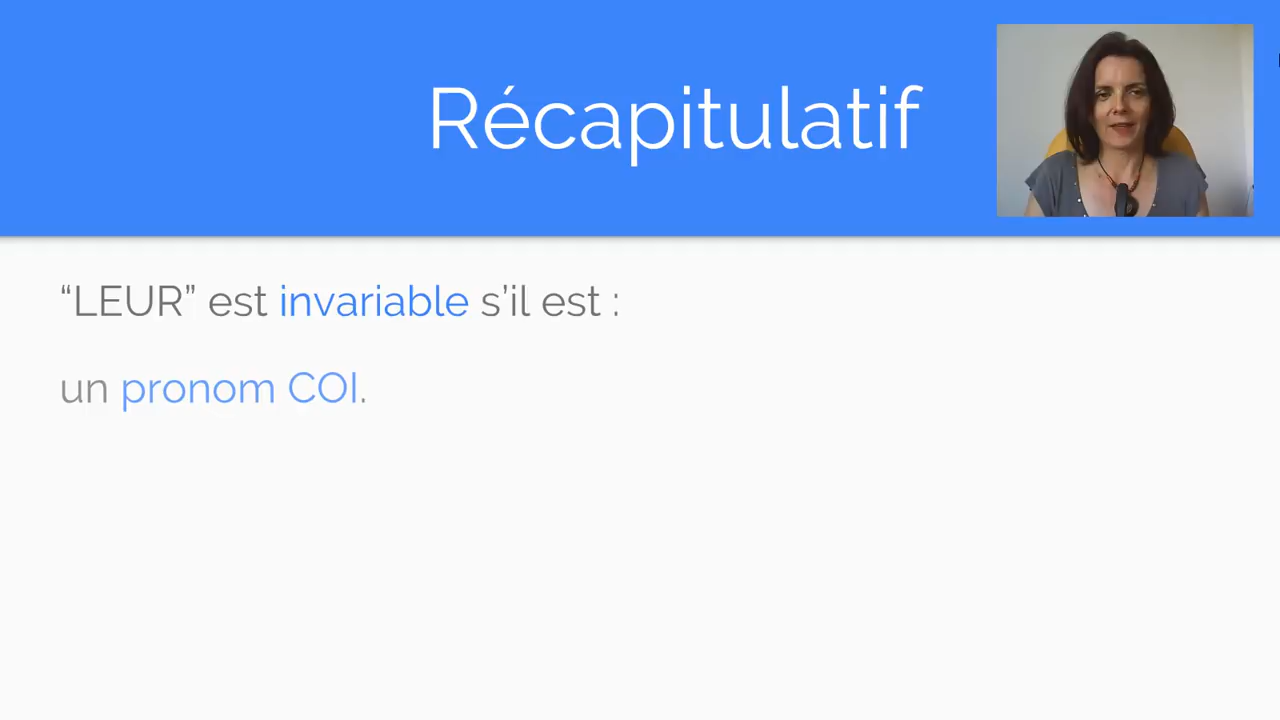 Récapitulatif
“LEUR” est invariable s’il est :
un pronom COI.